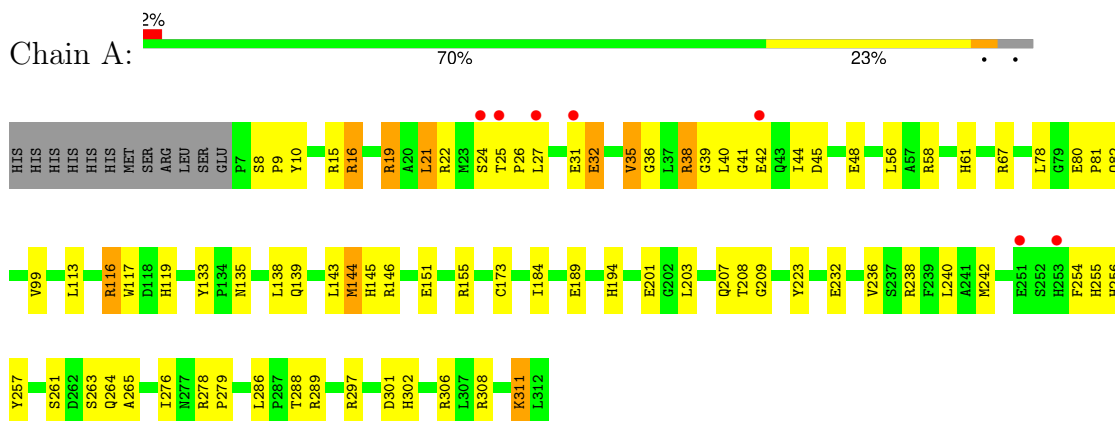 2%
Chain A:
70% 23% • •
HIS HIS HIS HIS HIS HIS MET SER ARG LEU SER GLU P7 S8 P9 Y10 R15 R16 R19 A20 L21 R22 M23 S24 T25 P26 L27 E31 E32 V35 G36 L37 R38 G39 L40 G41 E42 Q43 I44 D45 E48 L56 A57 R58 H61 R67 L78 G79 E80 P81
V99 L113 R116 W117 D118 H119 Y133 P134 N135 L138 Q139 L143 M144 H145 R146 E151 R155 C173 I184 E189 H194 E201 G202 L203 Q207 T208 G209 Y223 E232 V236 S237 R238 F239 L240 A241 M242 E251 S252 H253 F254 H255 H256
Y257 S261 D262 S263 Q264 A265 I276 N277 R278 P279 L286 P287 T288 R289 R297 D301 H302 R306 L307 R308 K311 L312